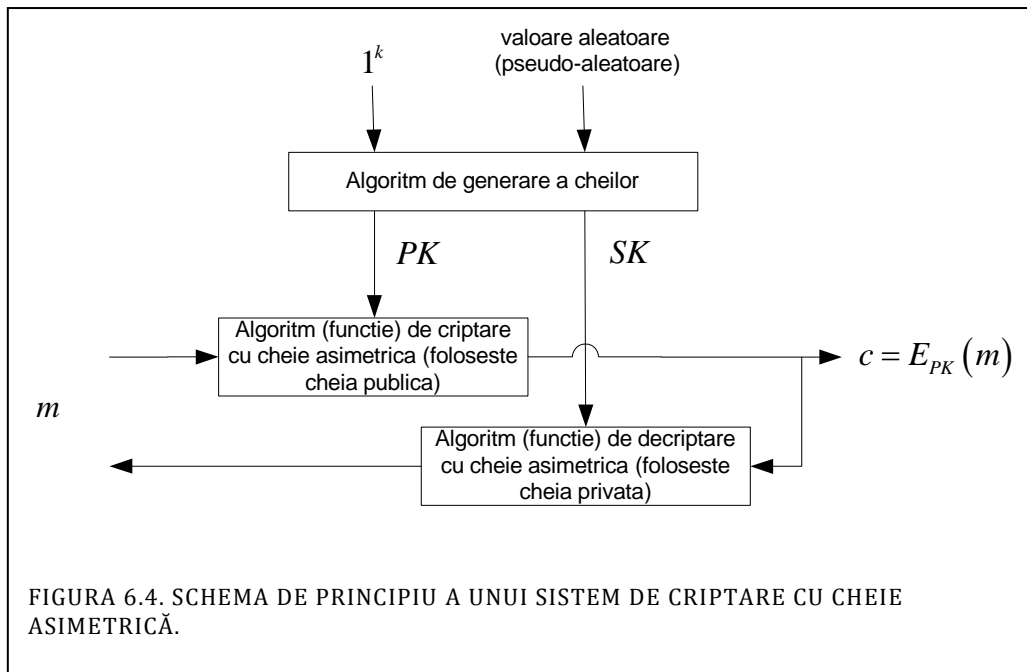 1^k
valoare aleatoare
(pseudo-aleatoare)
Algoritm de generare a cheilor
PK
SK
Algoritm (functie) de criptare
cu cheie asimetrica (foloseste
cheia publica)
c = E_{PK}(m)
m
Algoritm (functie) de decriptare
cu cheie asimetrica (foloseste
cheia privata)
FIGURA 6.4. SCHEMA DE PRINCIPIU A UNUI SISTEM DE CRIPTARE CU CHEIE
ASIMETRICĂ.